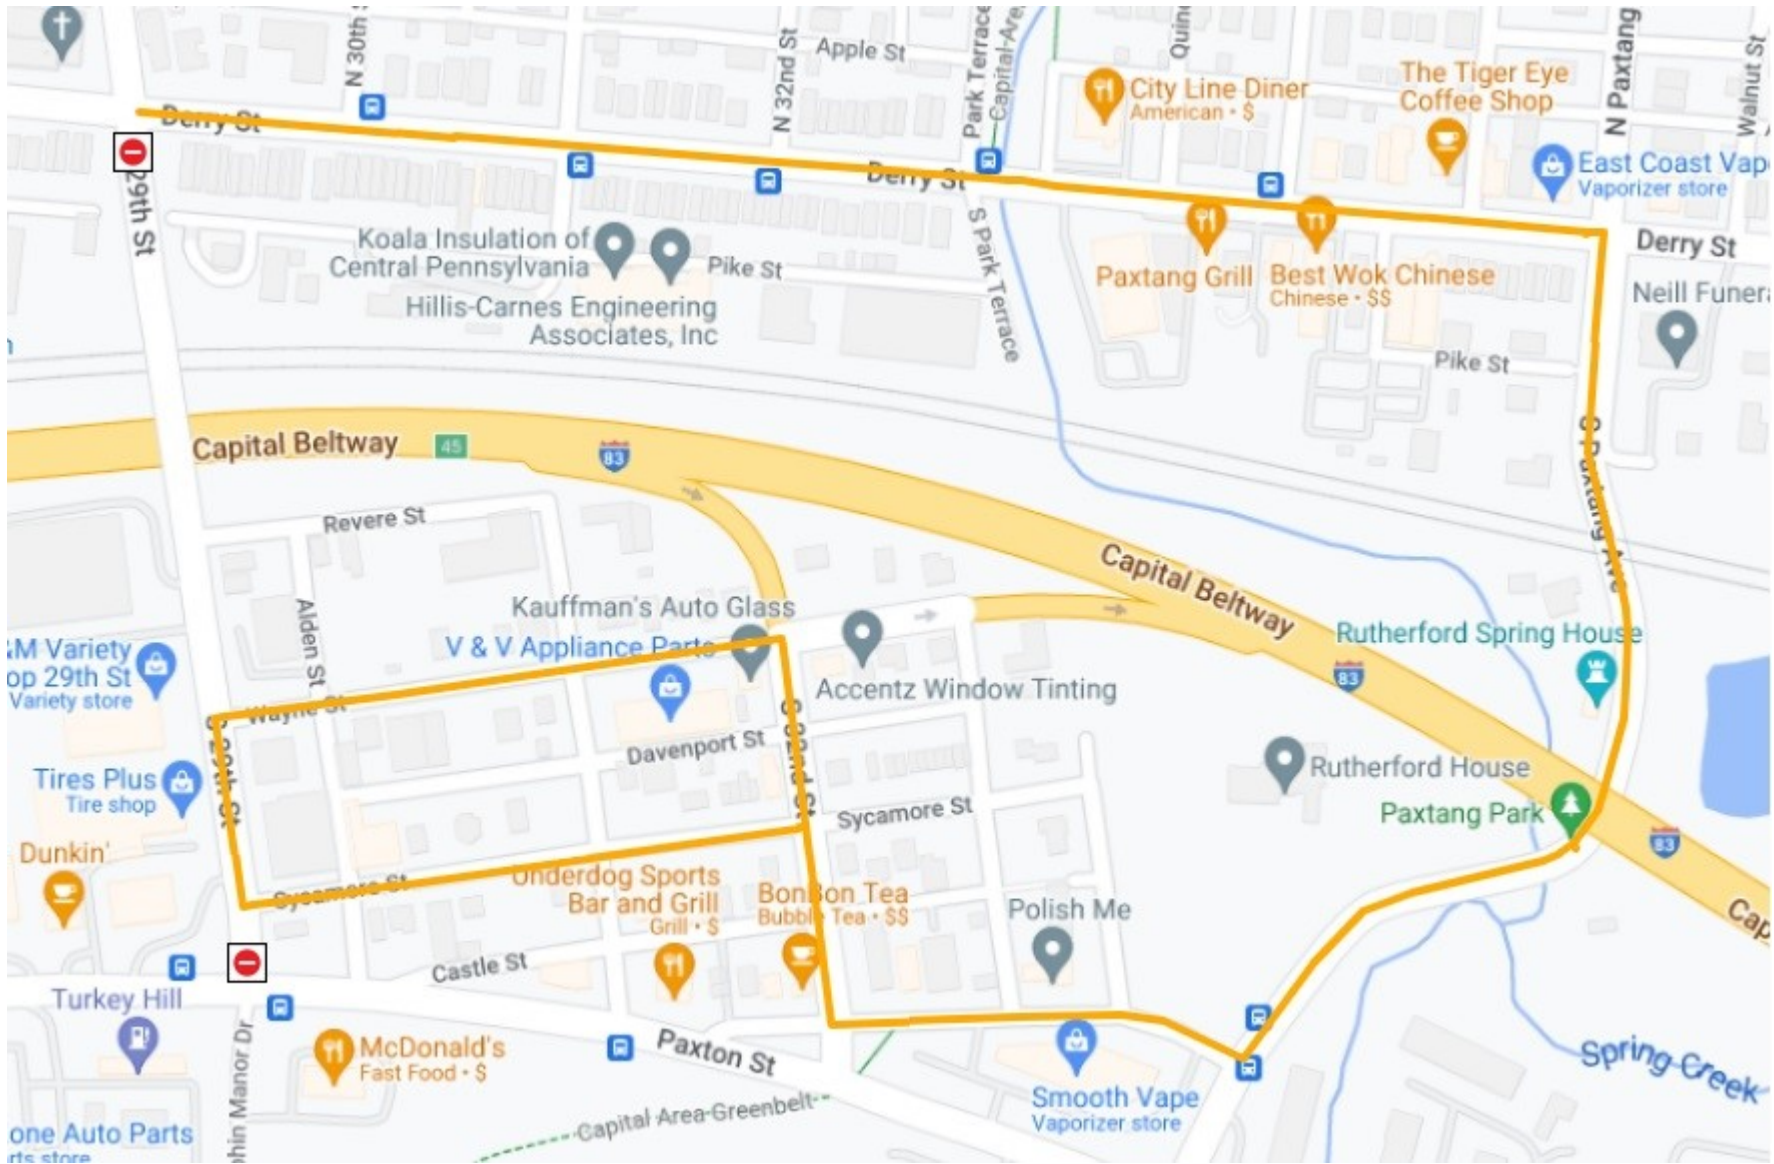 Apple St
N 30th S
N 32nd St
Park Terrace
Capital Area
Quinc
N Paxtang
Walnut St
City Line Diner
American • $
The Tiger Eye
Coffee Shop
East Coast Vap
Vaporizer store
Derry St
Derry St
Derry St
S 29th St
S Park Terrace
Koala Insulation of
Central Pennsylvania
Pike St
Hillis-Carnes Engineering
Associates, Inc
Paxtang Grill
Best Wok Chinese
Chinese • $$
Neill Funera
Pike St
S Paxtang Ave
Capital Beltway
45
83
Revere St
Capital Beltway
Alden St
Kauffman's Auto Glass
V & V Appliance Parts
Accentz Window Tinting
Rutherford Spring House
83
M Variety
op 29th St
Variety store
Wayne St
S 29th St
S 32nd St
Davenport St
Rutherford House
Tires Plus
Tire shop
Sycamore St
Paxtang Park
83
Dunkin'
Sycamore St
Underdog Sports
Bar and Grill
Grill • $
BonBon Tea
Bubble Tea • $$
Polish Me
Cap
Castle St
Turkey Hill
McDonald's
Fast Food • $
Paxton St
Spring Creek
Smooth Vape
Vaporizer store
Capital Area Greenbelt
phin Manor Dr
one Auto Parts
rts store